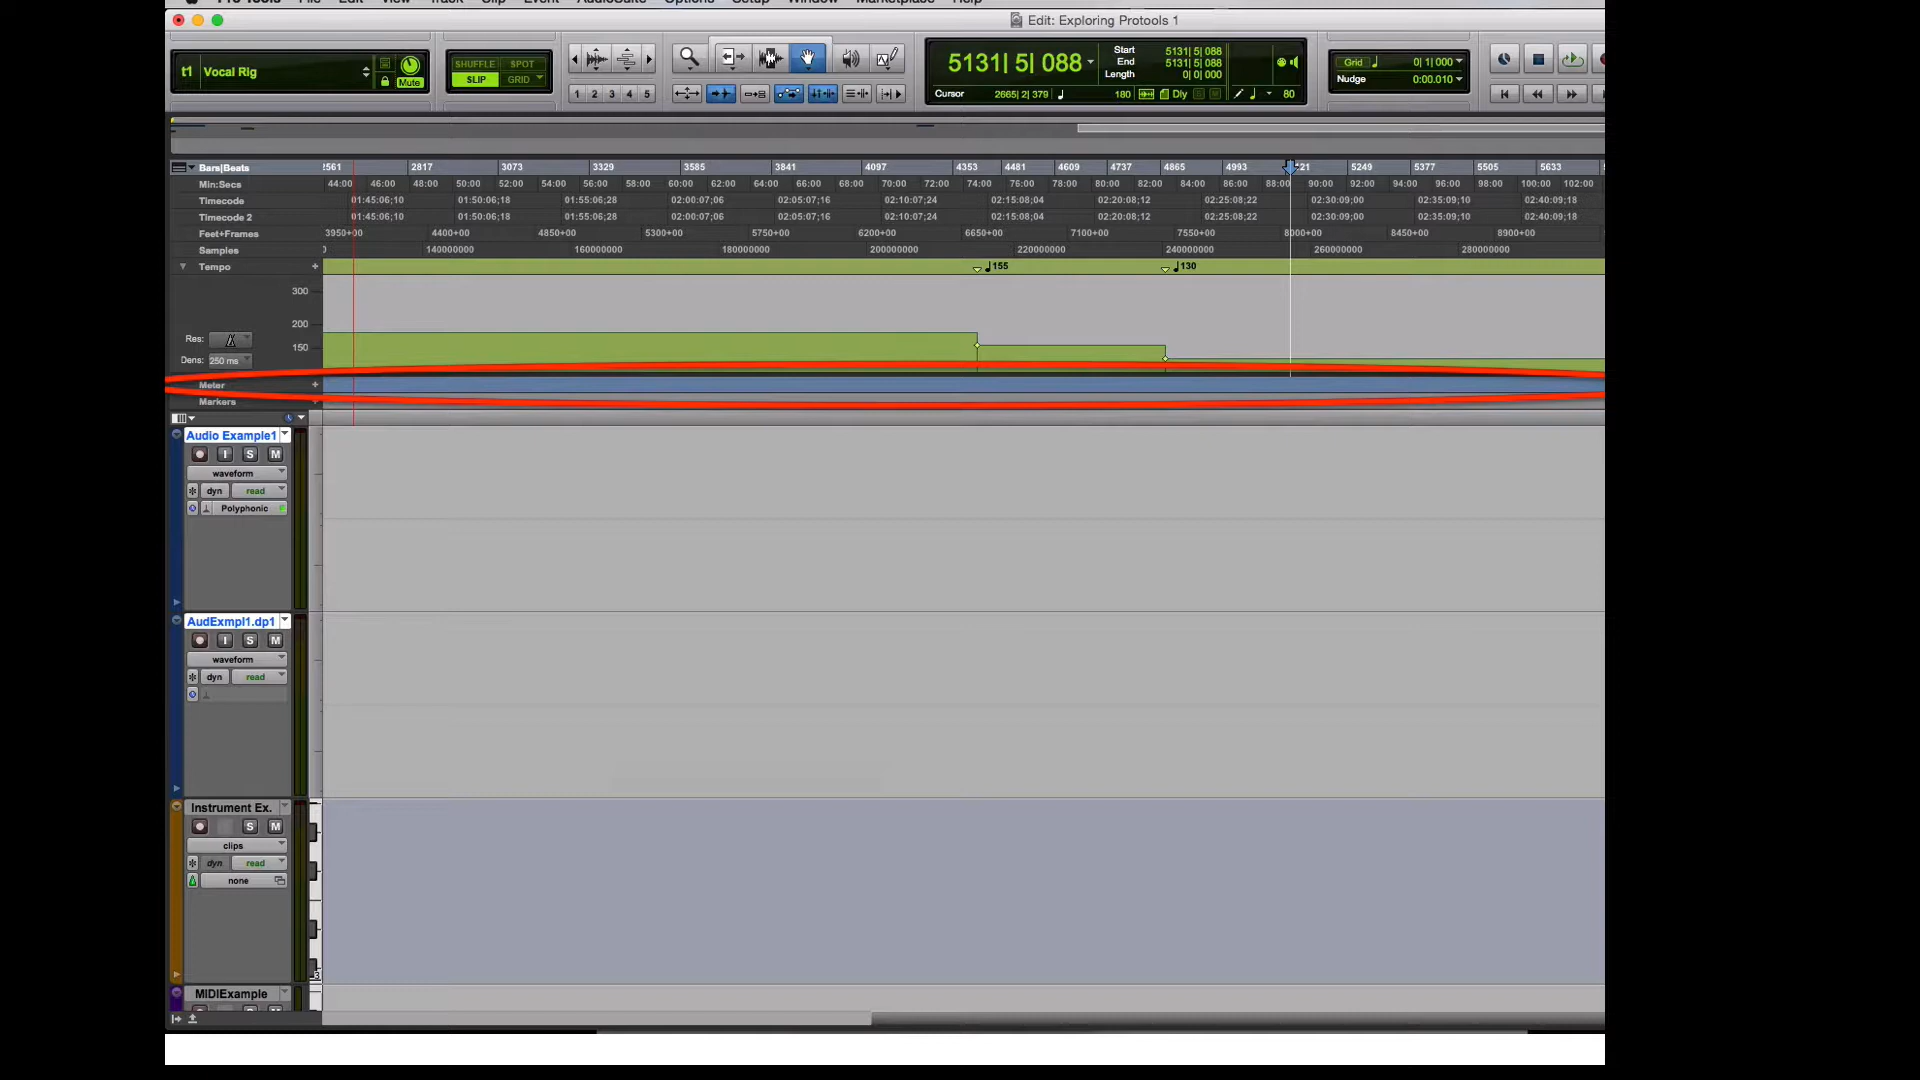 Pro Tools File Edit View Track Clip Event AudioSuite Options Setup Window Marketplace Help
Edit: Exploring Protools 1
t1 Vocal Rig Mute
SHUFFLE SPOT
SLIP GRID
1 2 3 4 5
5131| 5| 088
Start 5131| 5| 088
End 5131| 5| 088
Length 0| 0| 000
Cursor 2665| 2| 379 180 Dly S M 80
Grid 0| 1| 000
Nudge 0:00.010
Bars|Beats 2561 2817 3073 3329 3585 3841 4097 4353 4481 4609 4737 4865 4993 5249 5377 5505 5633
Min:Secs 44:00 46:00 48:00 50:00 52:00 54:00 56:00 58:00 60:00 62:00 64:00 66:00 68:00 70:00 72:00 74:00 76:00 78:00 80:00 82:00 84:00 86:00 88:00 90:00 92:00 94:00 96:00 98:00 100:00 102:00
Timecode 01:45:06;10 01:50:06;18 01:55:06;28 02:00:07;06 02:05:07;16 02:10:07;24 02:15:08;04 02:20:08;12 02:25:08;22 02:30:09;00 02:35:09;10 02:40:09;18
Timecode 2 01:45:06;10 01:50:06;18 01:55:06;28 02:00:07;06 02:05:07;16 02:10:07;24 02:15:08;04 02:20:08;12 02:25:08;22 02:30:09;00 02:35:09;10 02:40:09;18
Feet+Frames 3950+00 4400+00 4850+00 5300+00 5750+00 6200+00 6650+00 7100+00 7550+00 8000+00 8450+00 8900+00
Samples 0 140000000 160000000 180000000 200000000 220000000 240000000 260000000 280000000
Tempo + 155 130
300
200
Res:
150
Dens: 250 ms
Meter +
Markers
Audio Example1
I S M
waveform
dyn read
Polyphonic
AudExmpl1.dp1
I S M
waveform
dyn read
Instrument Ex.
S M
clips
dyn read
none
MIDIExample